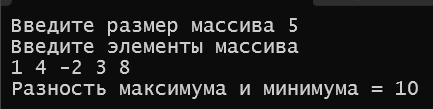 Введите размер массива 5
Введите элементы массива
1 4 -2 3 8
Разность максимума и минимума = 10